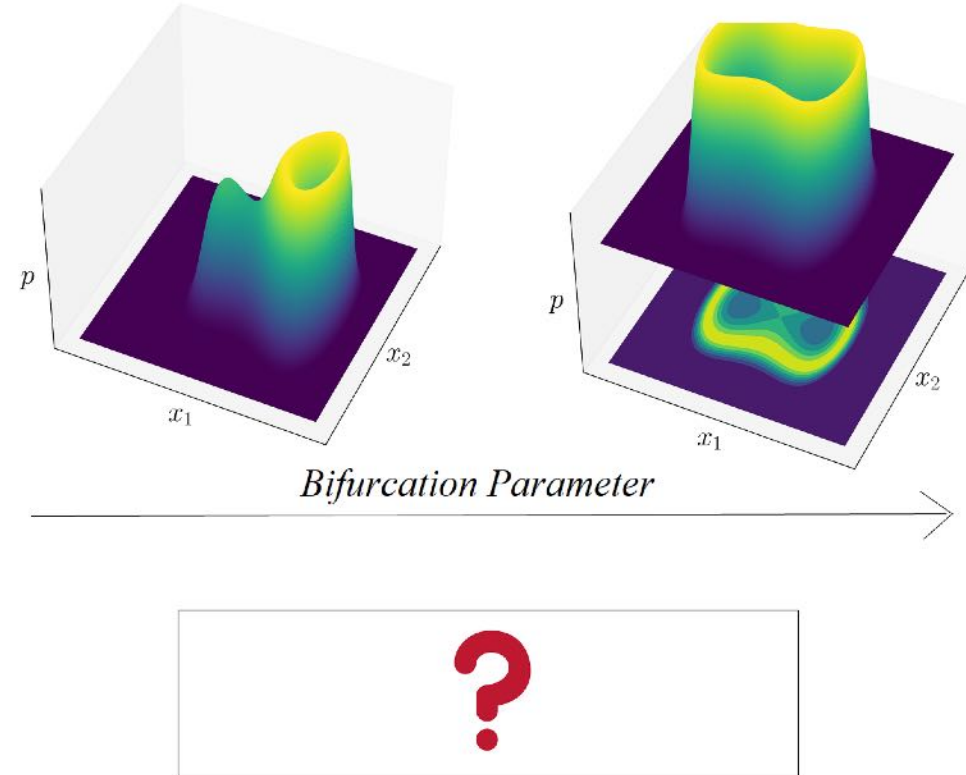 p
x₁
x₂
p
x₁
x₂
Bifurcation Parameter
?